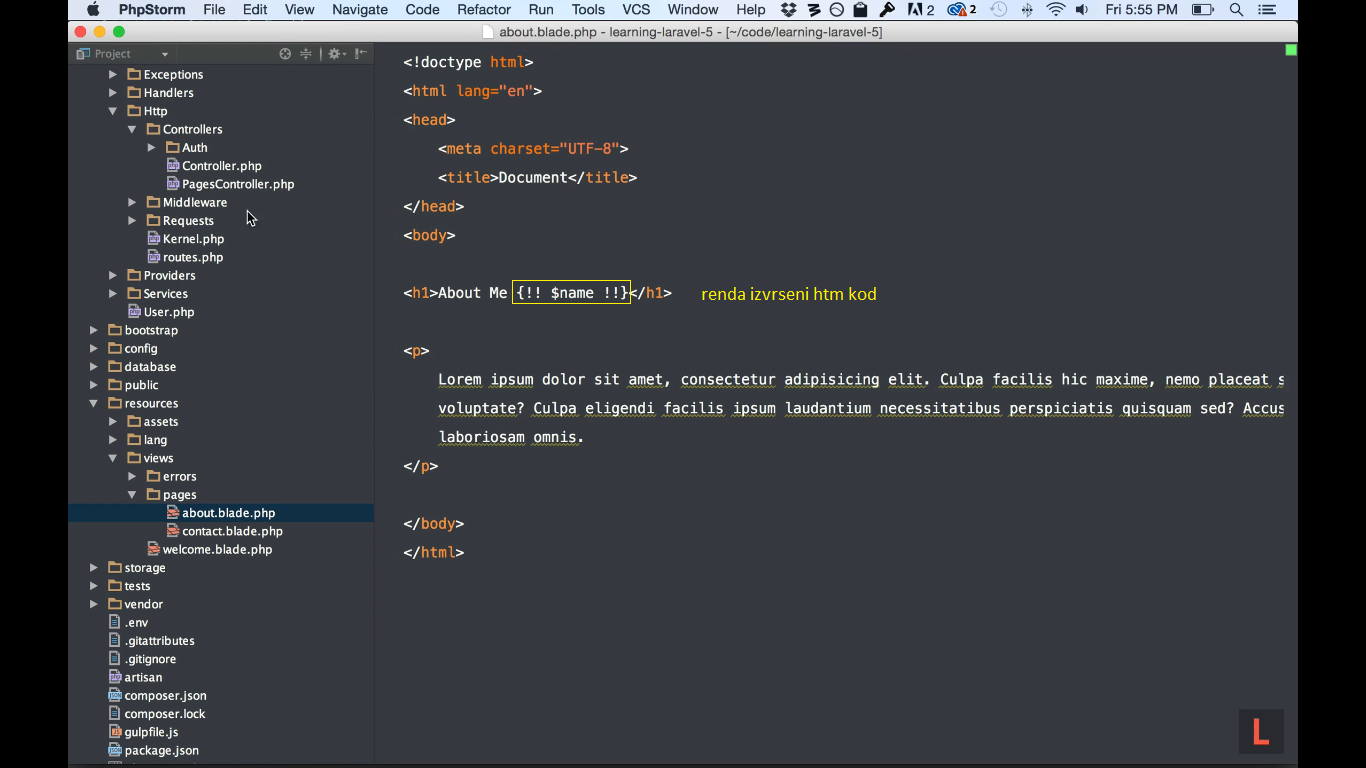 PhpStorm File Edit View Navigate Code Refactor Run Tools VCS Window Help 2 2 Fri 5:55 PM
about.blade.php - learning-laravel-5 - [~/code/learning-laravel-5]
Project
Exceptions
Handlers
Http
Controllers
Auth
Controller.php
PagesController.php
Middleware
Requests
Kernel.php
routes.php
Providers
Services
User.php
bootstrap
config
database
public
resources
assets
lang
views
errors
pages
about.blade.php
contact.blade.php
welcome.blade.php
storage
tests
vendor
.env
.gitattributes
.gitignore
artisan
composer.json
composer.lock
gulpfile.js
package.json
<!doctype html>
<html lang="en">
<head>
<meta charset="UTF-8">
<title>Document</title>
</head>
<body>
<h1>About Me {!! $name !!}</h1> renda izvrseni htm kod
<p>
Lorem ipsum dolor sit amet, consectetur adipisicing elit. Culpa facilis hic maxime, nemo placeat s
voluptate? Culpa eligendi facilis ipsum laudantium necessitatibus perspiciatis quisquam sed? Accus
laboriosam omnis.
</p>
</body>
</html>
L